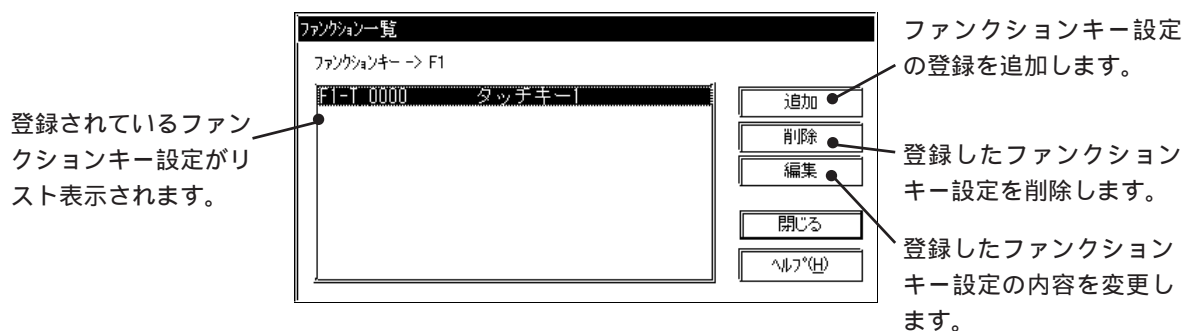 ファンクション一覧
ファンクションキー -> F1
F1-T 0000 タッチキー1
追加
削除
編集
閉じる
ヘルプ(H)
登録されているファン
クションキー設定がリ
スト表示されます。
ファンクションキー設定
の登録を追加します。
登録したファンクション
キー設定を削除します。
登録したファンクション
キー設定の内容を変更し
ます。